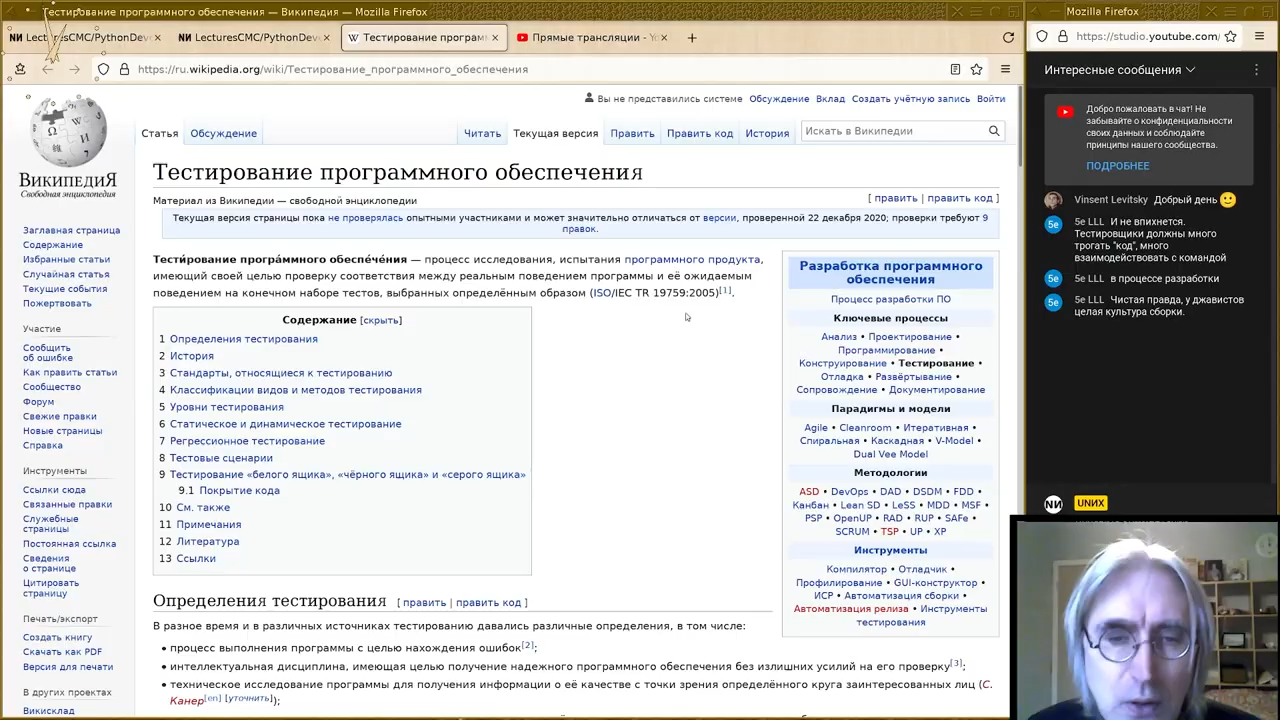 Тестирование программного обеспечения — Википедия — Mozilla Firefox
Mozilla Firefox
LecturesCMC/PythonDeve
LecturesCMC/PythonDev
Тестирование програм
Прямые трансляции - Yo
https://ru.wikipedia.org/wiki/Тестирование_программного_обеспечения
https://studio.youtube.com/
Вы не представились системе Обсуждение Вклад Создать учётную запись Войти
Статья Обсуждение Читать Текущая версия Править Править код История Искать в Википедии
ВИКИПЕДИЯ
Свободная энциклопедия
Заглавная страница
Содержание
Избранные статьи
Случайная статья
Текущие события
Пожертвовать
Участие
Сообщить
об ошибке
Как править статьи
Сообщество
Форум
Свежие правки
Новые страницы
Справка
Инструменты
Ссылки сюда
Связанные правки
Служебные
страницы
Постоянная ссылка
Сведения
о странице
Цитировать
страницу
Печать/экспорт
Создать книгу
Скачать как PDF
Версия для печати
В других проектах
Викисклад
Тестирование программного обеспечения
Материал из Википедии — свободной энциклопедии
[ править | править код ]
Текущая версия страницы пока не проверялась опытными участниками и может значительно отличаться от версии, проверенной 22 декабря 2020; проверки требуют 9
правок.
Тести́рование програ́ммного обеспе́че́ния — процесс исследования, испытания программного продукта,
имеющий своей целью проверку соответствия между реальным поведением программы и её ожидаемым
поведением на конечном наборе тестов, выбранных определённым образом (ISO/IEC TR 19759:2005)[1].
Содержание [скрыть]
1 Определения тестирования
2 История
3 Стандарты, относящиеся к тестированию
4 Классификации видов и методов тестирования
5 Уровни тестирования
6 Статическое и динамическое тестирование
7 Регрессионное тестирование
8 Тестовые сценарии
9 Тестирование «белого ящика», «чёрного ящика» и «серого ящика»
9.1 Покрытие кода
10 См. также
11 Примечания
12 Литература
13 Ссылки
Определения тестирования [ править | править код ]
В разное время и в различных источниках тестированию давались различные определения, в том числе:
• процесс выполнения программы с целью нахождения ошибок[2];
• интеллектуальная дисциплина, имеющая целью получение надежного программного обеспечения без излишних усилий на его проверку[3];
• техническое исследование программы для получения информации о её качестве с точки зрения определённого круга заинтересованных лиц (С.
Канер[en] [уточнить]);
Разработка программного
обеспечения
Процесс разработки ПО
Ключевые процессы
Анализ • Проектирование •
Программирование •
Конструирование • Тестирование •
Отладка • Развёртывание •
Сопровождение • Документирование
Парадигмы и модели
Agile • Cleanroom • Итеративная •
Спиральная • Каскадная • V-Model •
Dual Vee Model
Методологии
ASD • DevOps • DAD • DSDM • FDD •
Канбан • Lean SD • LeSS • MDD • MSF •
PSP • OpenUP • RAD • RUP • SAFe •
SCRUM • TSP • UP • XP
Инструменты
Компилятор • Отладчик •
Профилирование • GUI-конструктор •
ИСР • Автоматизация сборки •
Автоматизация релиза • Инструменты
тестирования
Интересные сообщения
Добро пожаловать в чат! Не
забывайте о конфиденциальности
своих данных и соблюдайте
принципы нашего сообщества.
ПОДРОБНЕЕ
Vinsent Levitsky Добрый день
5e LLL И не впихнется.
Тестировщики должны много
трогать "код", много
взаимодействовать с командой
5e LLL в процессе разработки
5e LLL Чистая правда, у джавистов
целая культура сборки.
UNИX